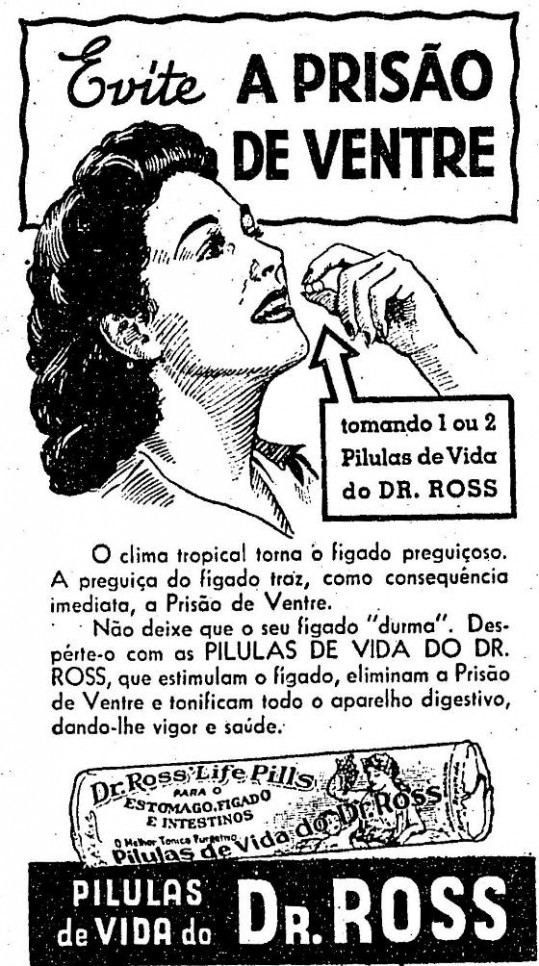 Evite A PRISÃO
DE VENTRE
tomando 1 ou 2
Pilulas de Vida
do DR. ROSS
O clima tropical torna o figado preguiçoso.
A preguiça do figado traz, como consequência
imediata, a Prisão de Ventre.
Não deixe que o seu figado "durma". Des-
pérte-o com as PILULAS DE VIDA DO DR.
ROSS, que estimulam o figado, eliminam a Prisão
de Ventre e tonificam todo o aparelho digestivo,
dando-lhe vigor e saúde.
Dr. Ross' Life Pills
PARA O
ESTOMAGO, FIGADO
E INTESTINOS
O Melhor Tonico Purgativo
Pilulas de Vida do Dr. Ross
PILULAS
de VIDA do DR. ROSS